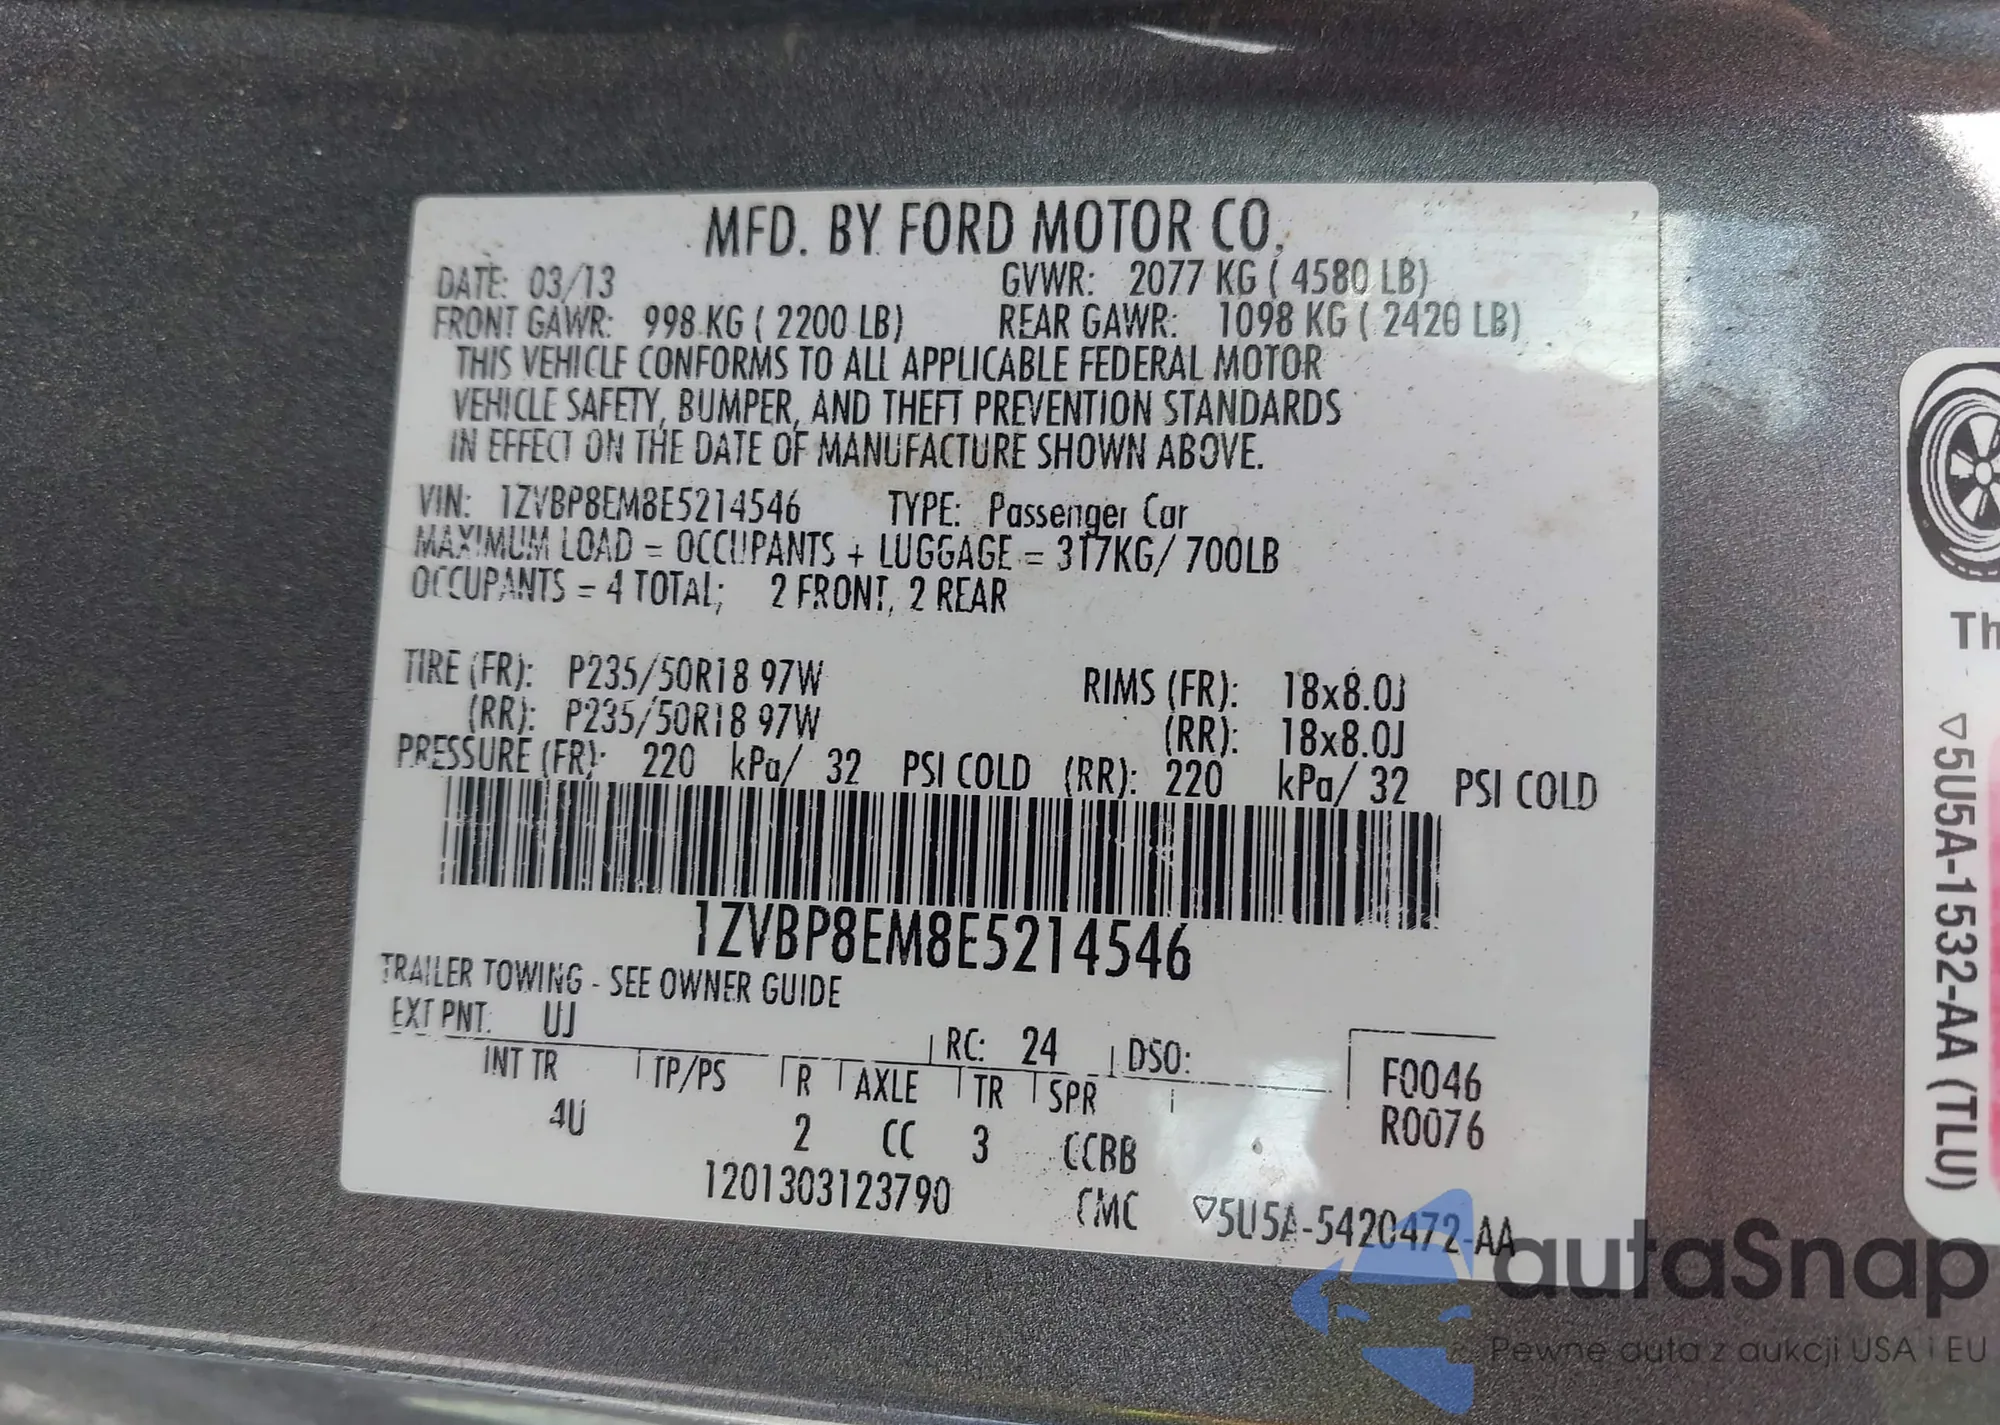 MFD. BY FORD MOTOR CO.
DATE: 03/13 GVWR: 2077 KG ( 4580 LB)
FRONT GAWR: 998 KG ( 2200 LB) REAR GAWR: 1098 KG ( 2420 LB)
THIS VEHICLE CONFORMS TO ALL APPLICABLE FEDERAL MOTOR
VEHICLE SAFETY, BUMPER, AND THEFT PREVENTION STANDARDS
IN EFFECT ON THE DATE OF MANUFACTURE SHOWN ABOVE.
VIN: 1ZVBP8EM8E5214546 TYPE: Passenger Car
MAXIMUM LOAD = OCCUPANTS + LUGGAGE = 317KG/ 700LB
OCCUPANTS = 4 TOTAL; 2 FRONT, 2 REAR
TIRE (FR): P235/50R18 97W RIMS (FR): 18x8.0J
(RR): P235/50R18 97W (RR): 18x8.0J
PRESSURE (FR): 220 kPa/ 32 PSI COLD (RR): 220 kPa/ 32 PSI COLD
1ZVBP8EM8E5214546
TRAILER TOWING - SEE OWNER GUIDE
EXT PNT: UJ RC: 24 DSO:
INT TR TP/PS R AXLE TR SPR F0046
4U 2 CC 3 CCBB R0076
1201303123790 CMC ▽5U5A-5420472-AA
Th
▽5U5A-1532-AA (TLU)
autaSnap
Pewne auta z aukcji USA i EU